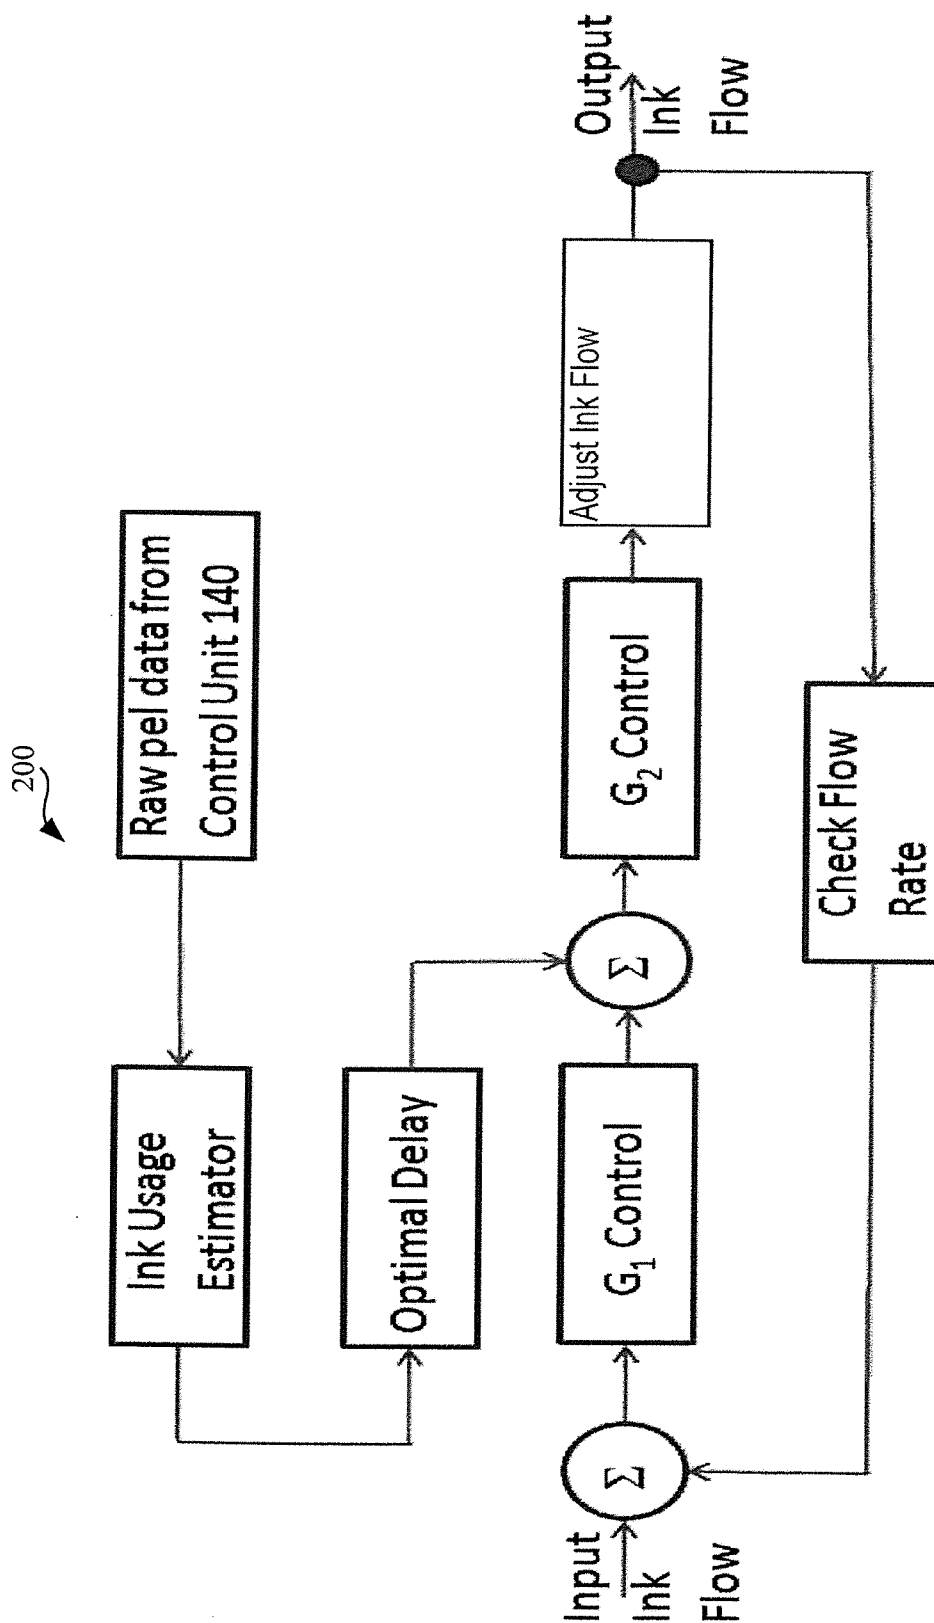 200
Raw pel data from
Control Unit 140
Ink Usage
Estimator
Optimal Delay
Input
Ink
Flow
Σ
G₁ Control
Σ
G₂ Control
Adjust Ink Flow
Output
Ink
Flow
Check Flow
Rate